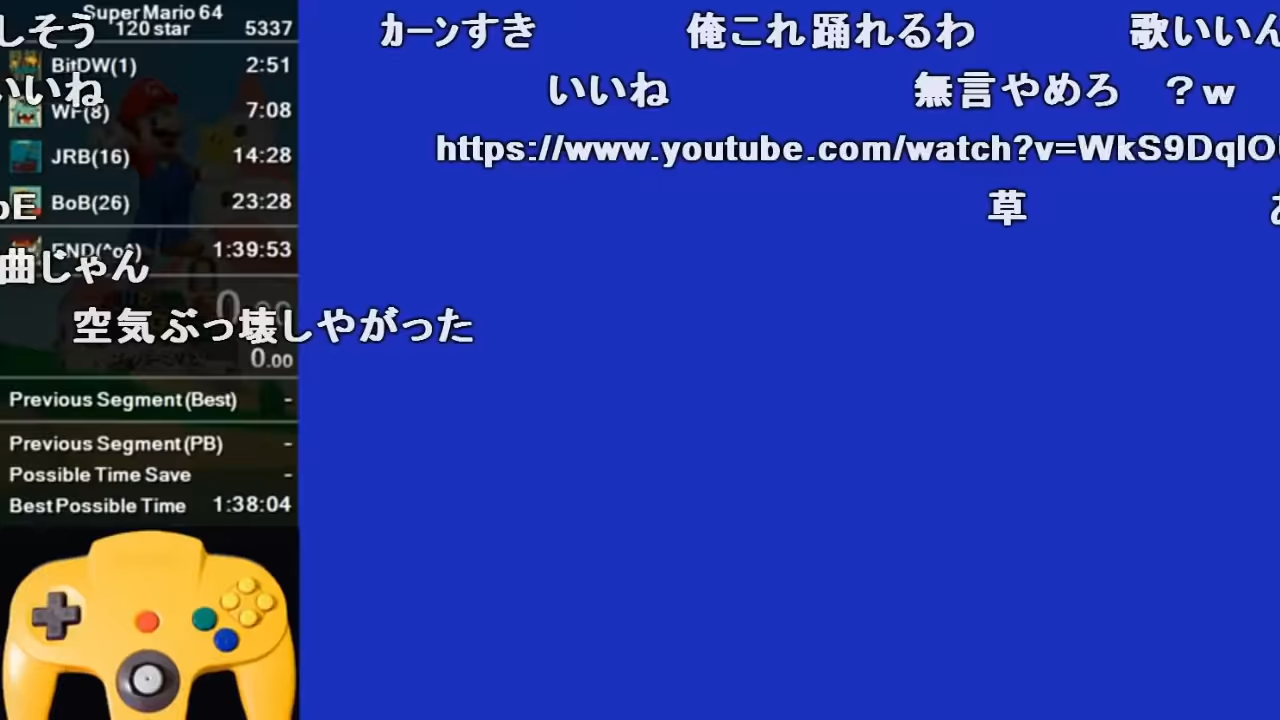 Super Mario 64
120 star 5337
しそう
ｶｰﾝすき
俺これ踊れるわ
歌いいん
BitDW(1) 2:51
いいね
いいね
無言やめろ　？w
WF(8) 7:08
https://www.youtube.com/watch?v=WkS9DqlO
JRB(16) 14:28
BoB(26) 23:28
E
草
END(^o^) 1:39:53
曲じゃん
空気ぶっ壊しやがった
0.00
0.00
Previous Segment (Best) -
Previous Segment (PB) -
Possible Time Save -
Best Possible Time 1:38:04